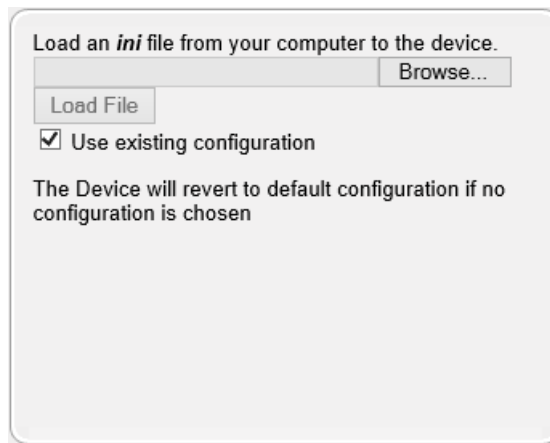 Load an ini file from your computer to the device.
Browse...
Load File
Use existing configuration
The Device will revert to default configuration if no
configuration is chosen